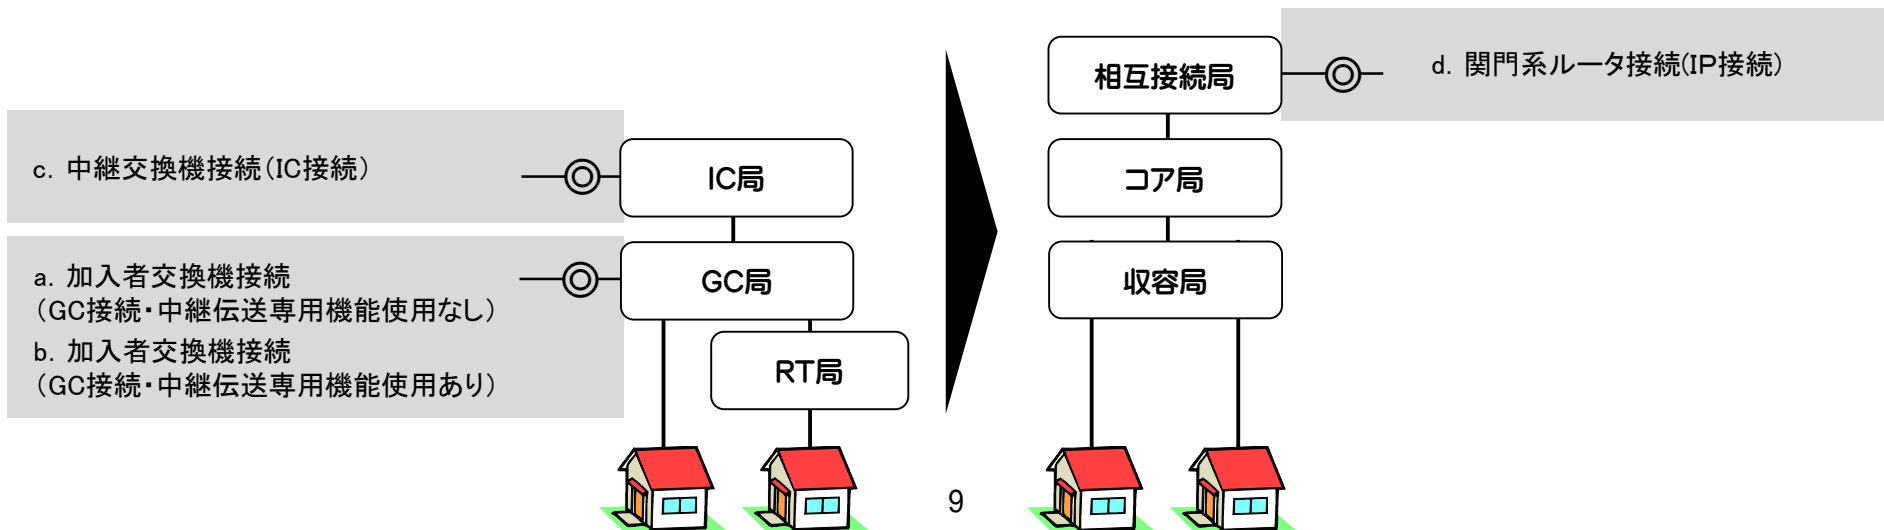 c. 中継交換機接続(IC接続)
a. 加入者交換機接続
(GC接続・中継伝送専用機能使用なし)
b. 加入者交換機接続
(GC接続・中継伝送専用機能使用あり)
IC局
GC局
RT局
相互接続局
コア局
収容局
d. 関門系ルータ接続(IP接続)
9